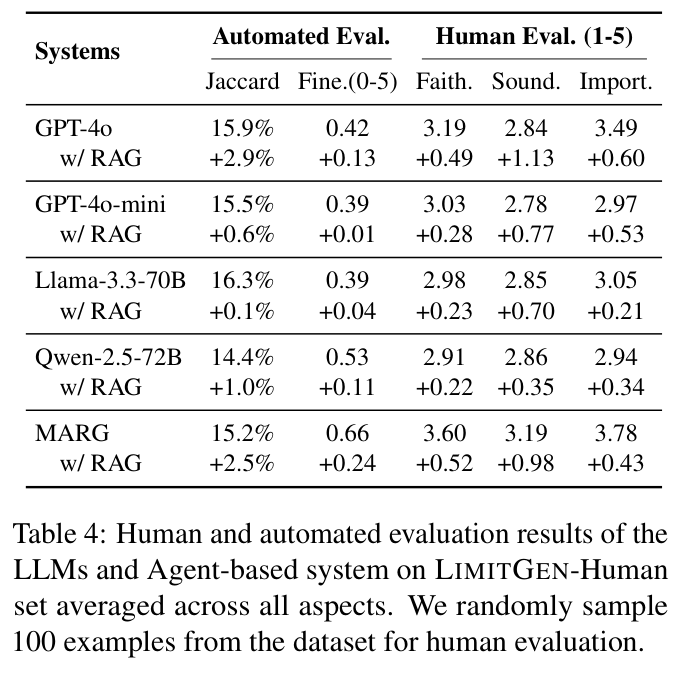 Systems Automated Eval. Human Eval. (1-5)
Jaccard Fine.(0-5) Faith. Sound. Import.
GPT-4o 15.9% 0.42 3.19 2.84 3.49
w/ RAG +2.9% +0.13 +0.49 +1.13 +0.60
GPT-4o-mini 15.5% 0.39 3.03 2.78 2.97
w/ RAG +0.6% +0.01 +0.28 +0.77 +0.53
Llama-3.3-70B 16.3% 0.39 2.98 2.85 3.05
w/ RAG +0.1% +0.04 +0.23 +0.70 +0.21
Qwen-2.5-72B 14.4% 0.53 2.91 2.86 2.94
w/ RAG +1.0% +0.11 +0.22 +0.35 +0.34
MARG 15.2% 0.66 3.60 3.19 3.78
w/ RAG +2.5% +0.24 +0.52 +0.98 +0.43
Table 4: Human and automated evaluation results of the
LLMs and Agent-based system on LIMITGEN-Human
set averaged across all aspects. We randomly sample
100 examples from the dataset for human evaluation.